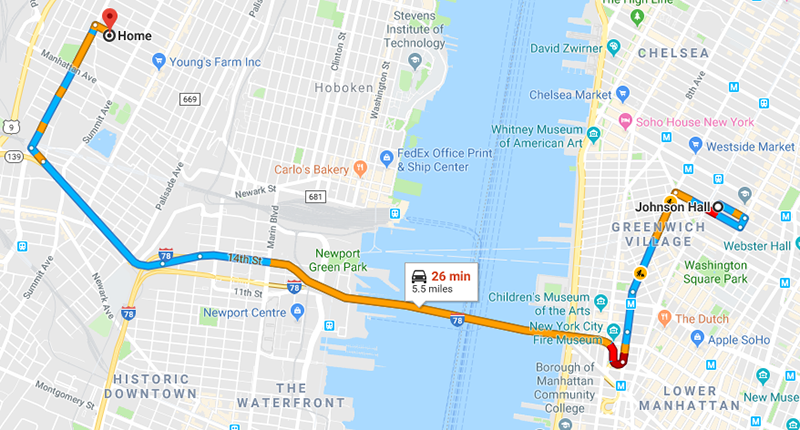 The High Line
Stevens
Institute of
Technology
David Zwirner
CHELSEA
Home
Manhattan Ave
Young's Farm Inc
Clinton St
Washington St
8th Ave
Hoboken
Chelsea Market
669
Summit Ave
Soho House New York
9
Whitney Museum
of American Art
Westside Market
139
FedEx Office Print
& Ship Center
Carlo's Bakery
Palisade Ave
Newark St
681
Johnson Hall
Marin Blvd
GREENWICH
VILLAGE
Webster Hall
78
14th St
Newport
Green Park
26 min
5.5 miles
Washington
Square Park
Summit Ave
Newark Ave
11th St
78
Children's Museum
of the Arts
78
Newport Centre
78
The Dutch
New York City
Fire Museum
Apple SoHo
Montgomery St
HISTORIC
DOWNTOWN
THE
WATERFRONT
Borough of
Manhattan
Community
College
LOWER
MANHATTAN
New Museum